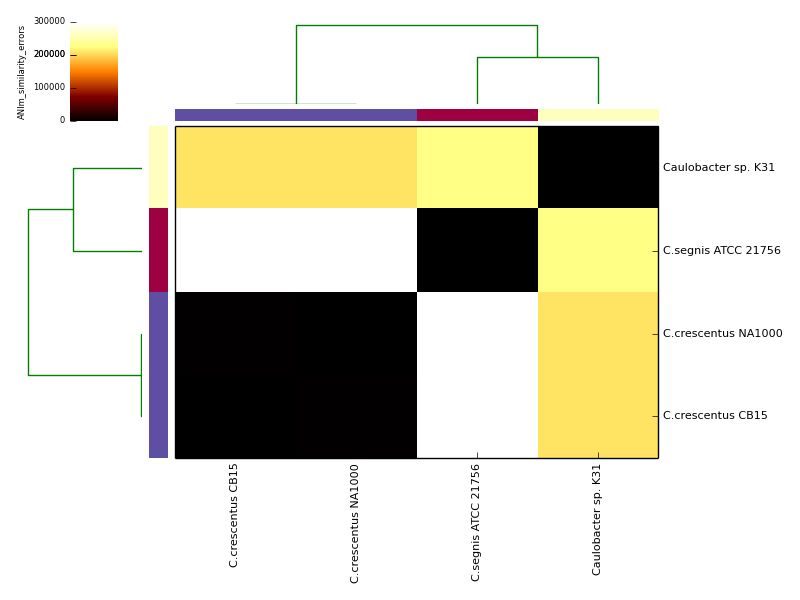 ANIm_similarity_errors
300000
200000
100000
0
Caulobacter sp. K31
C.segnis ATCC 21756
C.crescentus NA1000
C.crescentus CB15
C.crescentus CB15
C.crescentus NA1000
C.segnis ATCC 21756
Caulobacter sp. K31